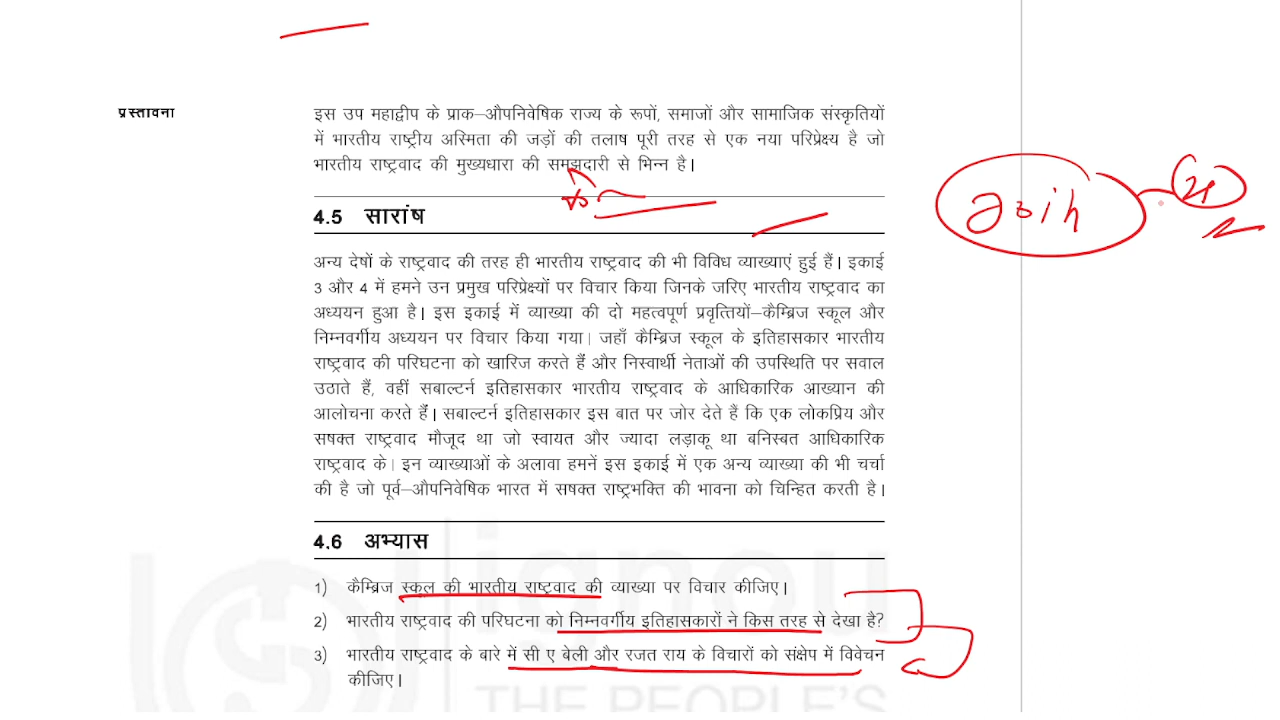 प्रस्तावना
इस उप महाद्वीप के प्राक–औपनिवेषिक राज्य के रूपों, समाजों और सामाजिक संस्कृतियों
में भारतीय राष्ट्रीय अस्मिता की जड़ों की तलाष पूरी तरह से एक नया परिप्रेक्ष्य है जो
भारतीय राष्ट्रवाद की मुख्यधारा की समझदारी से भिन्न है।
4.5 सारांष
अन्य देषों के राष्ट्रवाद की तरह ही भारतीय राष्ट्रवाद की भी विविध व्याख्याएं हुई हैं। इकाई
3 और 4 में हमने उन प्रमुख परिप्रेक्ष्यों पर विचार किया जिनके जरिए भारतीय राष्ट्रवाद का
अध्ययन हुआ है। इस इकाई में व्याख्या की दो महत्वपूर्ण प्रवृत्तियों–कैम्ब्रिज स्कूल और
निम्नवर्गीय अध्ययन पर विचार किया गया। जहाँ कैम्ब्रिज स्कूल के इतिहासकार भारतीय
राष्ट्रवाद की परिघटना को खारिज करते हैं और निस्वार्थी नेताओं की उपस्थिति पर सवाल
उठाते हैं, वहीं सबाल्टर्न इतिहासकार भारतीय राष्ट्रवाद के आधिकारिक आख्यान की
आलोचना करते हैं। सबाल्टर्न इतिहासकार इस बात पर जोर देते हैं कि एक लोकप्रिय और
सषक्त राष्ट्रवाद मौजूद था जो स्वायत और ज्यादा लड़ाकू था बनिस्बत आधिकारिक
राष्ट्रवाद के। इन व्याख्याओं के अलावा हमनें इस इकाई में एक अन्य व्याख्या की भी चर्चा
की है जो पूर्व–औपनिवेषिक भारत में सषक्त राष्ट्रभक्ति की भावना को चिन्हित करती है।
4.6 अभ्यास
1) कैम्ब्रिज स्कूल की भारतीय राष्ट्रवाद की व्याख्या पर विचार कीजिए।
2) भारतीय राष्ट्रवाद की परिघटना को निम्नवर्गीय इतिहासकारों ने किस तरह से देखा है?
3) भारतीय राष्ट्रवाद के बारे में सी ए बेली और रजत राय के विचारों को संक्षेप में विवेचन
कीजिए।
ignou
THE PEOPLE'S